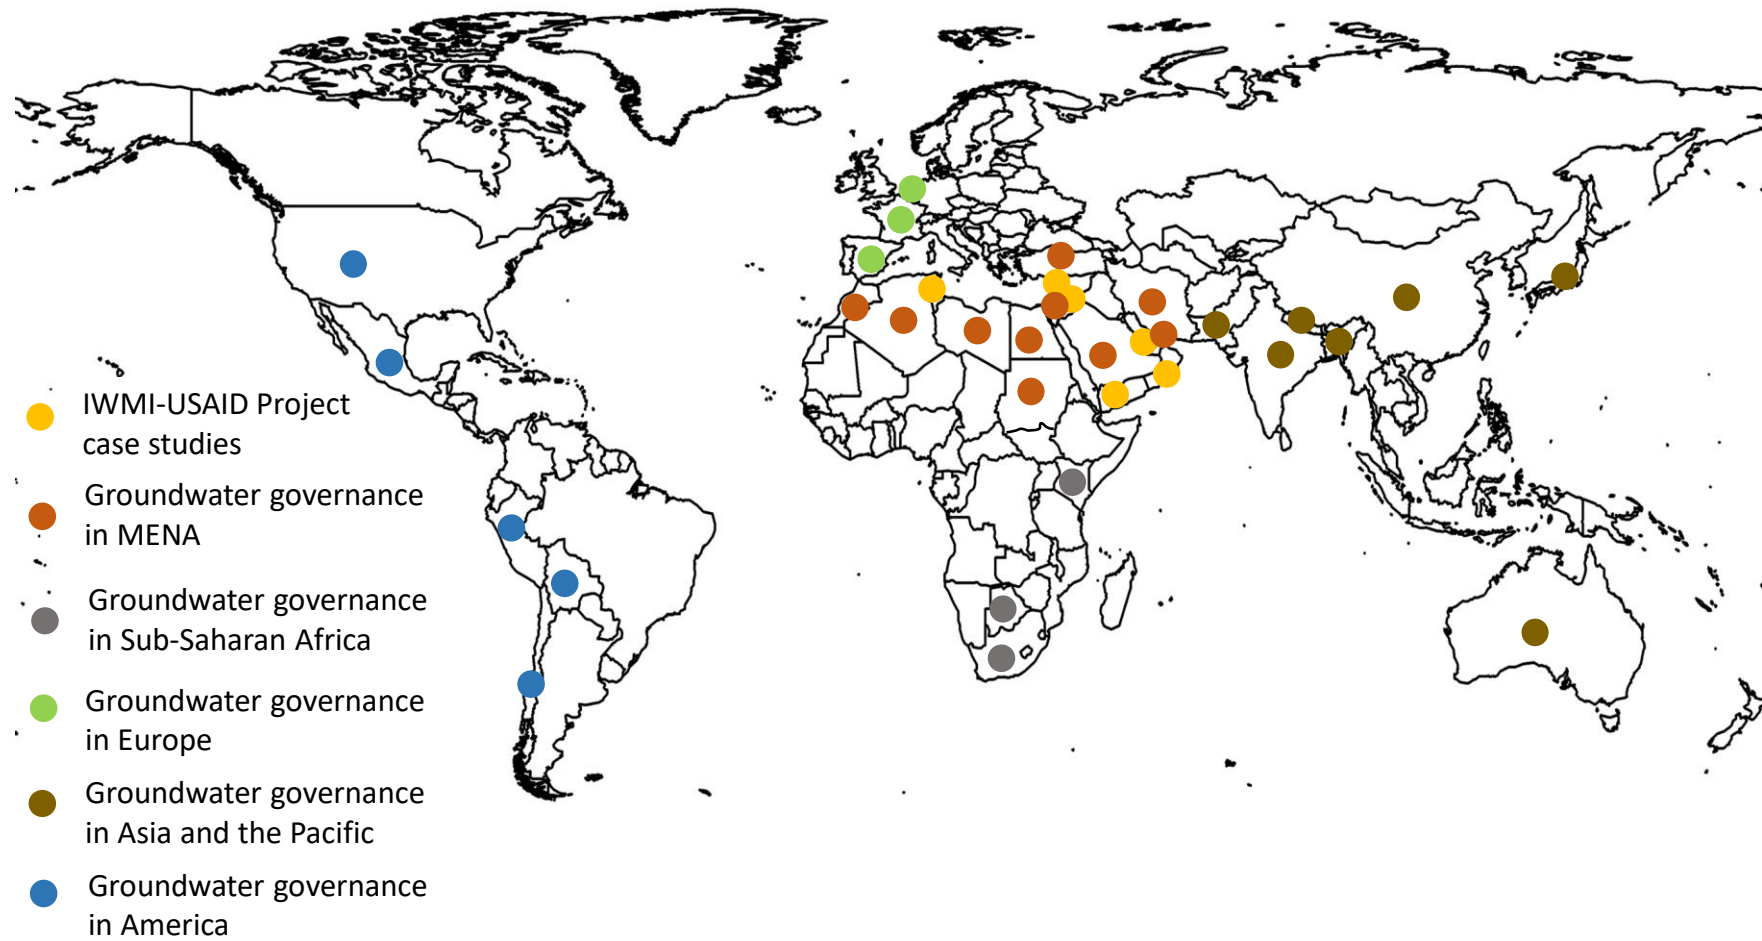 IWMI-USAID Project
case studies
Groundwater governance
in MENA
Groundwater governance
in Sub-Saharan Africa
Groundwater governance
in Europe
Groundwater governance
in Asia and the Pacific
Groundwater governance
in America